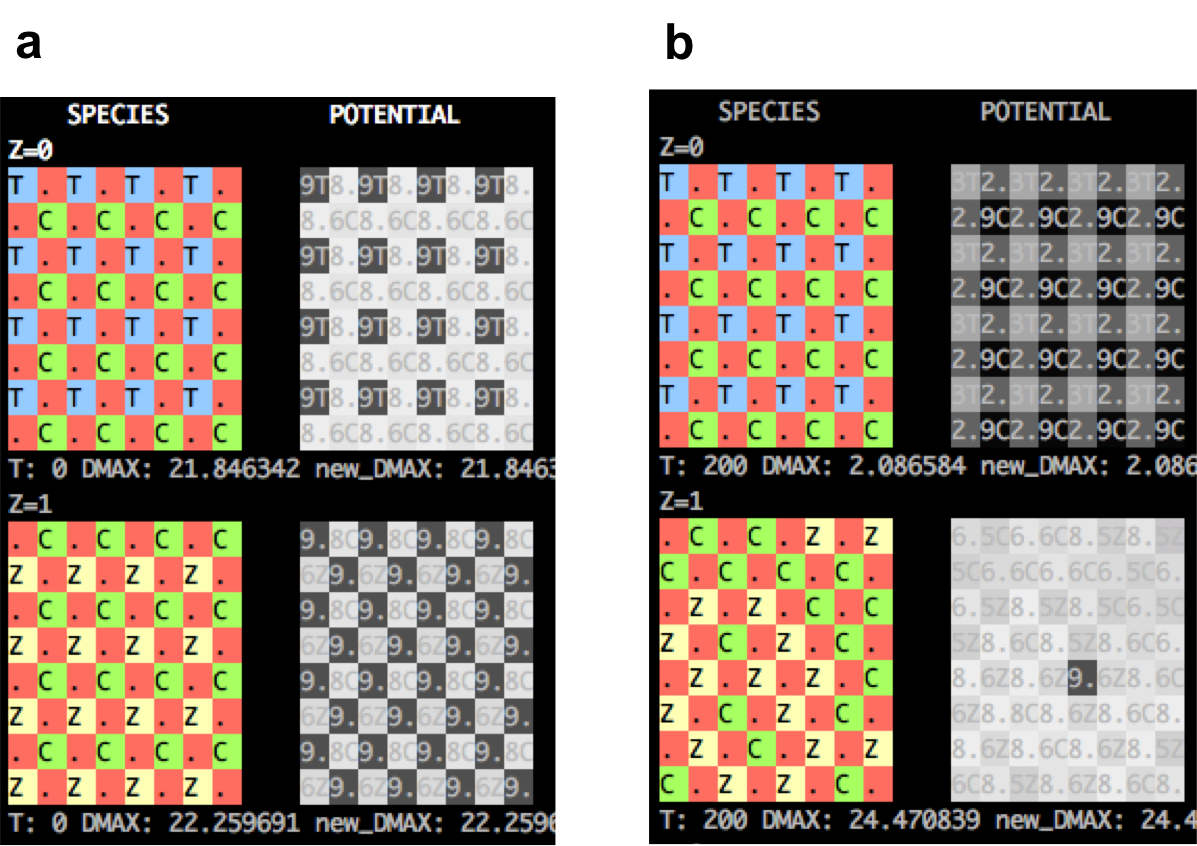 a
SPECIES POTENTIAL
Z=0
T . T . T . T . 9T8.9T8.9T8.9T8.
. C . C . C . C 8.6C8.6C8.6C8.6C
T . T . T . T . 9T8.9T8.9T8.9T8.
. C . C . C . C 8.6C8.6C8.6C8.6C
T . T . T . T . 9T8.9T8.9T8.9T8.
. C . C . C . C 8.6C8.6C8.6C8.6C
T . T . T . T . 9T8.9T8.9T8.9T8.
. C . C . C . C 8.6C8.6C8.6C8.6C
T: 0 DMAX: 21.846342 new_DMAX: 21.8463
Z=1
. C . C . C . C 9.8C9.8C9.8C9.8C
Z . Z . Z . Z . 6Z9.6Z9.6Z9.6Z9.
. C . C . C . C 9.8C9.8C9.8C9.8C
Z . Z . Z . Z . 6Z9.6Z9.6Z9.6Z9.
. C . C . C . C 9.8C9.8C9.8C9.8C
Z . Z . Z . Z . 6Z9.6Z9.6Z9.6Z9.
. C . C . C . C 9.8C9.8C9.8C9.8C
Z . Z . Z . Z . 6Z9.6Z9.6Z9.6Z9.
T: 0 DMAX: 22.259691 new_DMAX: 22.2596
b
SPECIES POTENTIAL
Z=0
T . T . T . T . 3T2.3T2.3T2.3T2.
. C . C . C . C 2.9C2.9C2.9C2.9C
T . T . T . T . 3T2.3T2.3T2.3T2.
. C . C . C . C 2.9C2.9C2.9C2.9C
T . T . T . T . 3T2.3T2.3T2.3T2.
. C . C . C . C 2.9C2.9C2.9C2.9C
T . T . T . T . 3T2.3T2.3T2.3T2.
. C . C . C . C 2.9C2.9C2.9C2.9C
T: 200 DMAX: 2.086584 new_DMAX: 2.086
Z=1
. C . C . Z . Z 6.5C6.6C8.5Z8.5Z
C . C . C . C . 5C6.6C6.6C6.5C6.
. Z . Z . C . C 6.5Z8.5Z8.5C6.5C
Z . C . Z . C . 5Z8.6C8.5Z8.6C6.
. Z . Z . Z . C 8.6Z8.6Z9.6Z8.6C
Z . C . Z . C . 6Z8.8C8.6Z8.6C8.
. Z . C . Z . Z 8.6Z8.6C8.6Z8.5Z
C . Z . Z . C . 6C8.5Z8.6Z8.6C8.
T: 200 DMAX: 24.470839 new_DMAX: 24.4